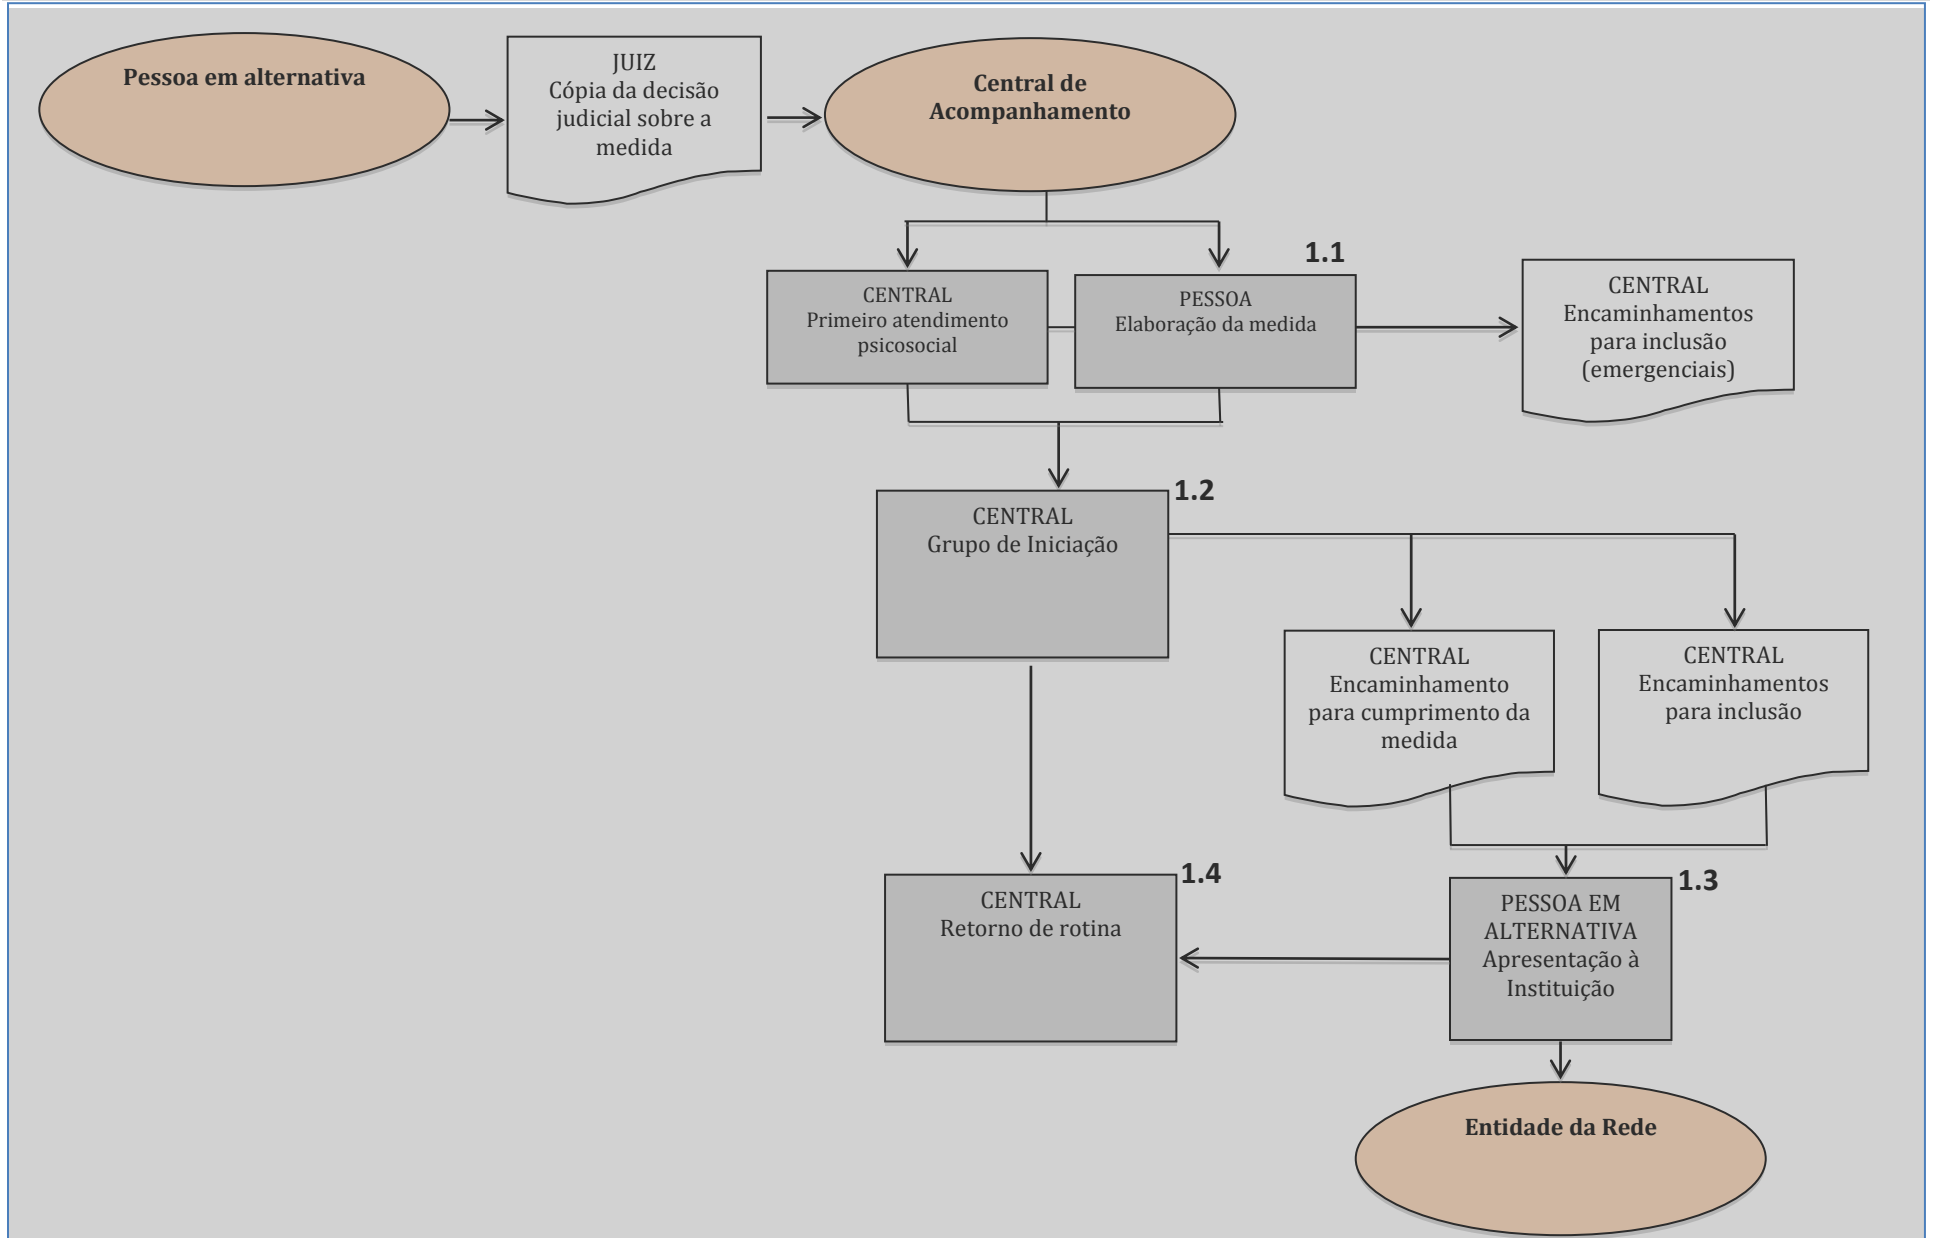 Pessoa em alternativa
JUIZ
Cópia da decisão
judicial sobre a
medida
Central de
Acompanhamento
1.1
CENTRAL
Primeiro atendimento
psicosocial
PESSOA
Elaboração da medida
CENTRAL
Encaminhamentos
para inclusão
(emergenciais)
1.2
CENTRAL
Grupo de Iniciação
CENTRAL
Encaminhamento
para cumprimento da
medida
CENTRAL
Encaminhamentos
para inclusão
1.4
CENTRAL
Retorno de rotina
1.3
PESSOA EM
ALTERNATIVA
Apresentação à
Instituição
Entidade da Rede